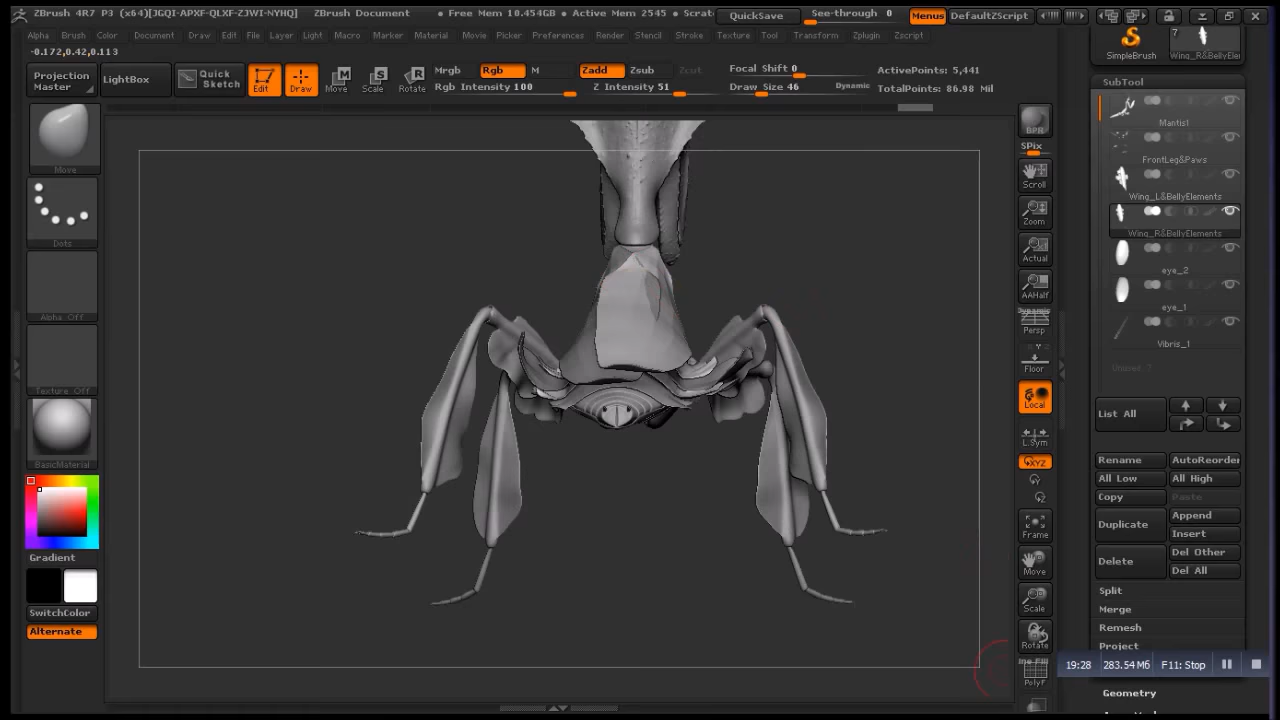 ZBrush 4R7 P3 (x64)[JGQI-APXF-QLXF-ZJWI-NYHQ] ZBrush Document • Free Mem 10.454GB • Active Mem 2545 • Scrat QuickSave See-through 0 Menus DefaultZScript
Alpha Brush Color Document Draw Edit File Layer Light Macro Marker Material Movie Picker Preferences Render Stencil Stroke Texture Tool Transform Zplugin Zscript
-0.172,0.42,0.113
Projection Master
LightBox
Quick Sketch
Edit
Draw
Move
Scale
Rotate
Mrgb Rgb M
Rgb Intensity 100
Zadd Zsub Zcut
Z Intensity 51
Focal Shift 0
Draw Size 46 Dynamic
ActivePoints: 5,441
TotalPoints: 86.98 Mil
Move
Dots
Alpha Off
Texture Off
BasicMaterial
Gradient
SwitchColor
Alternate
BPR
SPix
Scroll
Zoom
Actual
AAHalf
Dynamic
Persp
Floor
Local
L.Sym
XYZ
Frame
Move
Scale
Rotate
PolyF
SimpleBrush
7
Wing_R&BellyEle
SubTool
Mantis1
FrontLeg&Paws
Wing_L&BellyElements
Wing_R&BellyElements
eye_2
eye_1
Vibris_1
Unused 7
List All
Rename AutoReorder
All Low All High
Copy Paste
Duplicate
Append
Insert
Delete
Del Other
Del All
Split
Merge
Remesh
Project
19:28 283.54 Мб F11: Stop
Geometry